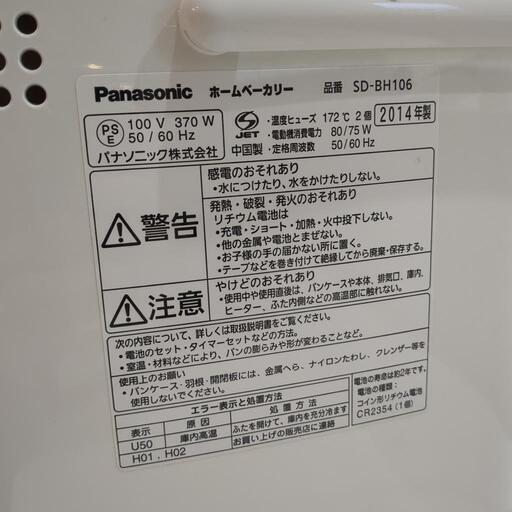 Panasonic ホームベーカリー 品番 SD-BH106
PS E 100 V 370 W
50 / 60 Hz
パナソニック株式会社
JET
中国製
・温度ヒューズ 172℃ 2個
・電動機消費電力 80/75 W
・定格周波数 50/60 Hz
2014年製
警告
感電のおそれあり
・水につけたり、水をかけたりしない。
発熱・破裂・発火のおそれあり
リチウム電池は
・充電・ショート・加熱・火中投下しない。
・他の金属や電池とまぜない。
・お子様の手の届かない所に置く。
・テープなどを巻き付けて絶縁してから廃棄・保存する。
注意
やけどのおそれあり
・使用中や使用直後は、パンケースや本体、排気口、庫内、
ヒーター、ふた内側などの高温部に触れない。
次の内容について、詳しくは取扱説明書をご覧ください。
・電池のセット・タイマーセットなどの方法。
・室温・材料などにより、パンの膨らみや形が変わることなど。
使用上のお願い
・パンケース・羽根・開閉板には、金属へら、ナイロンたわし、クレンザー等を
使用しない。
エラー表示と処置方法
表示 原因 処置方法
U50 庫内高温 ふたを開けて、庫内を充分冷ます
H01、H02 お買い上げの販売店に連絡
電池の寿命は約2年です。
電池の種類:
コイン形リチウム電池
CR2354 (1個)